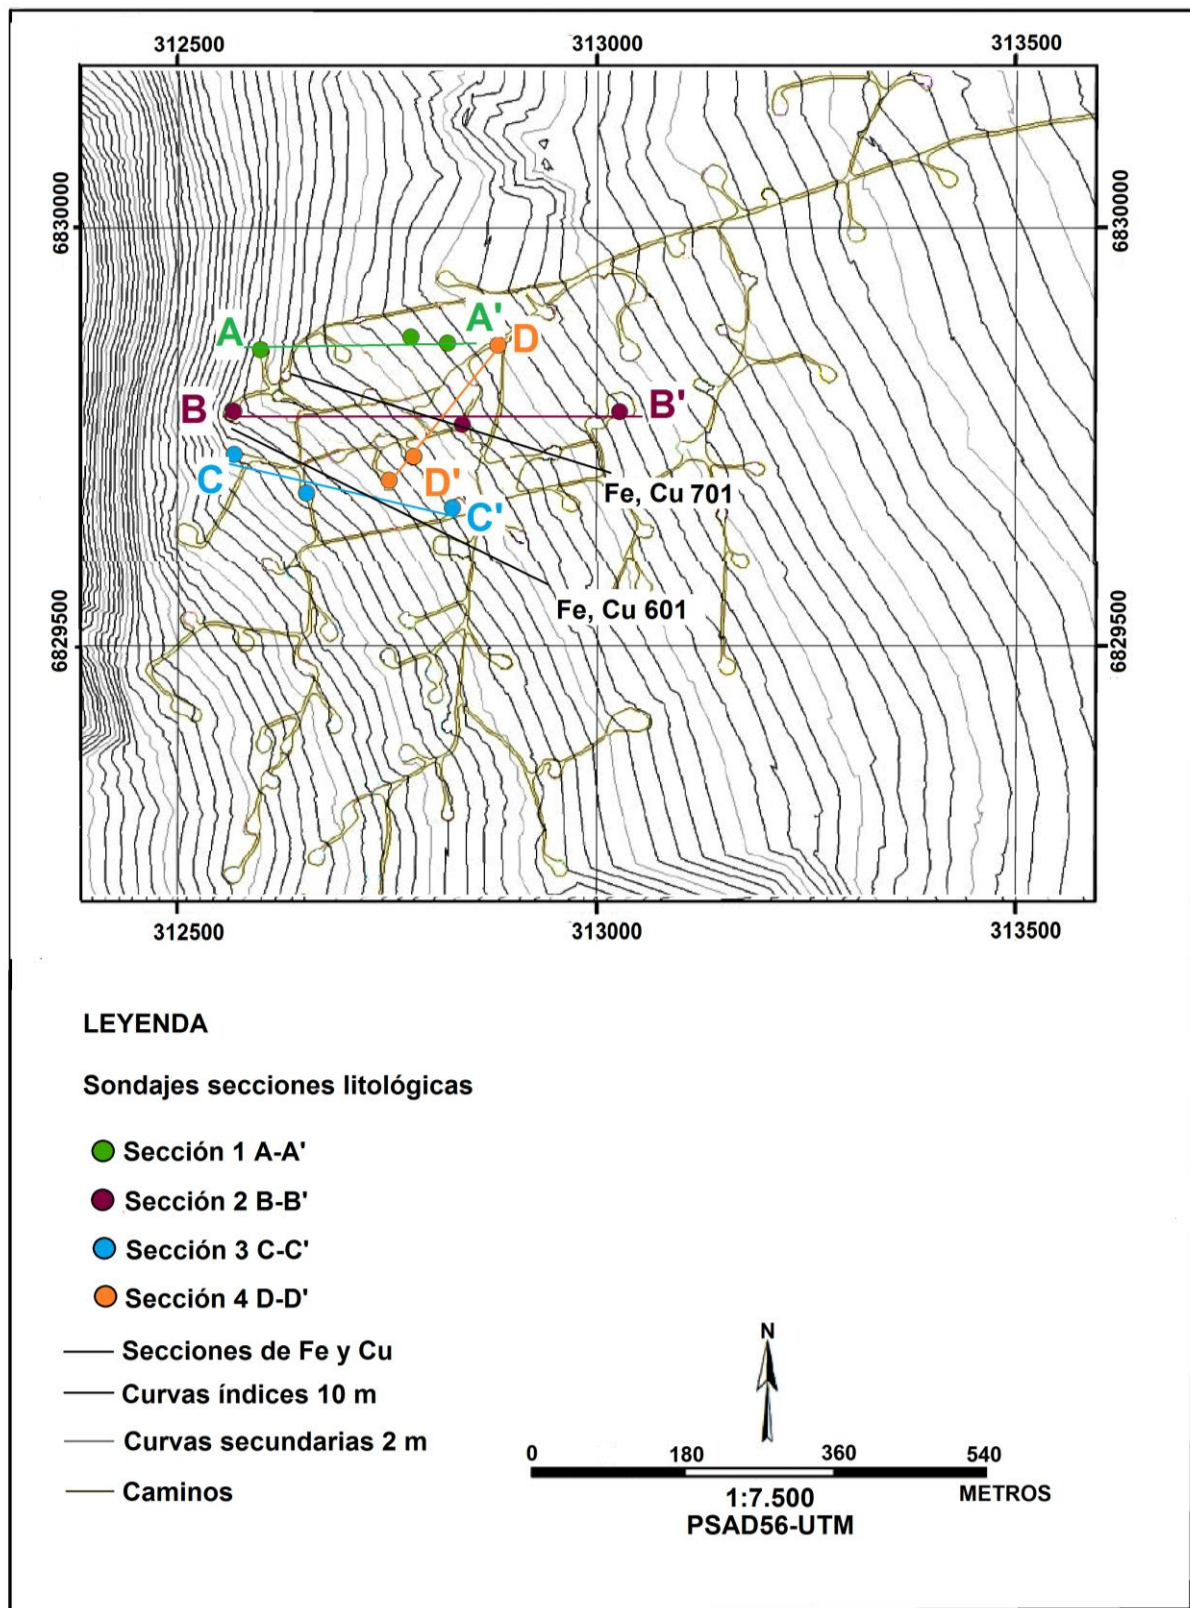 312500 313000 313500
6830000 6830000
A A' D
B B'
C D' C'
Fe, Cu 701
Fe, Cu 601
6829500 6829500
312500 313000 313500
LEYENDA
Sondajes secciones litológicas
Sección 1 A-A'
Sección 2 B-B'
Sección 3 C-C'
Sección 4 D-D'
Secciones de Fe y Cu
Curvas índices 10 m
Curvas secundarias 2 m
Caminos
N
0 180 360 540
1:7.500 METROS
PSAD56-UTM